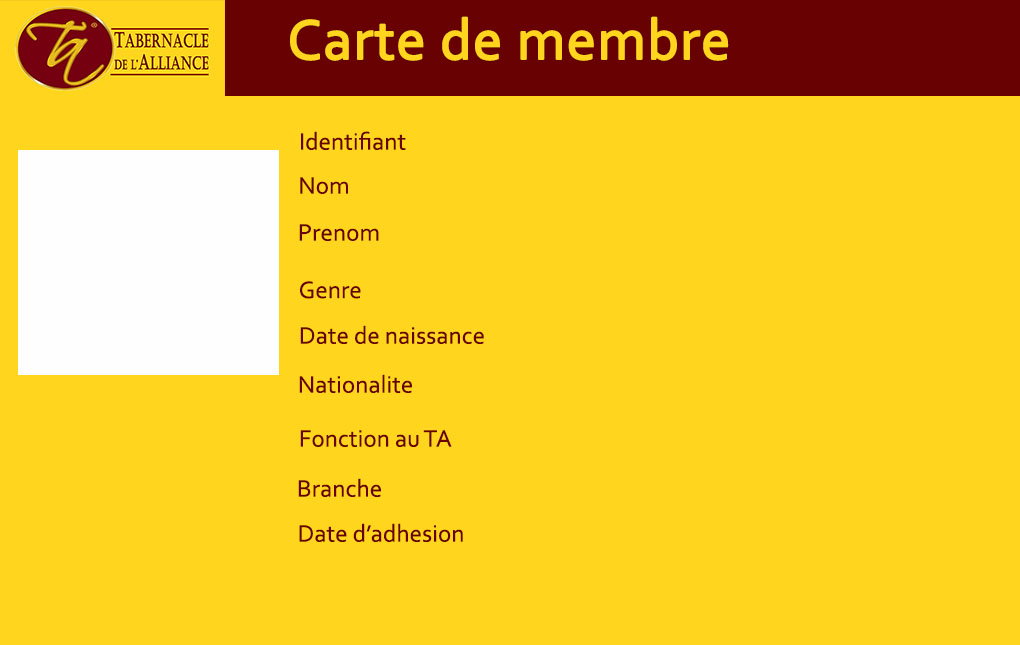 Ta®
TABERNACLE
DE L'ALLIANCE
Carte de membre
Identifiant
Nom
Prenom
Genre
Date de naissance
Nationalite
Fonction au TA
Branche
Date d’adhesion